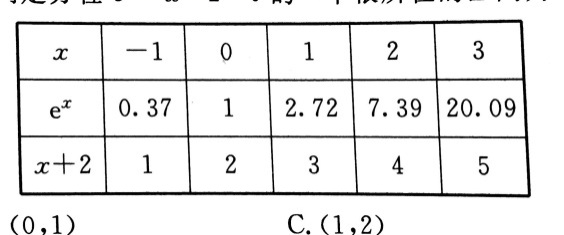 x -1 0 1 2 3
eˣ 0.37 1 2.72 7.39 20.09
x+2 1 2 3 4 5
(0,1) C.(1,2)